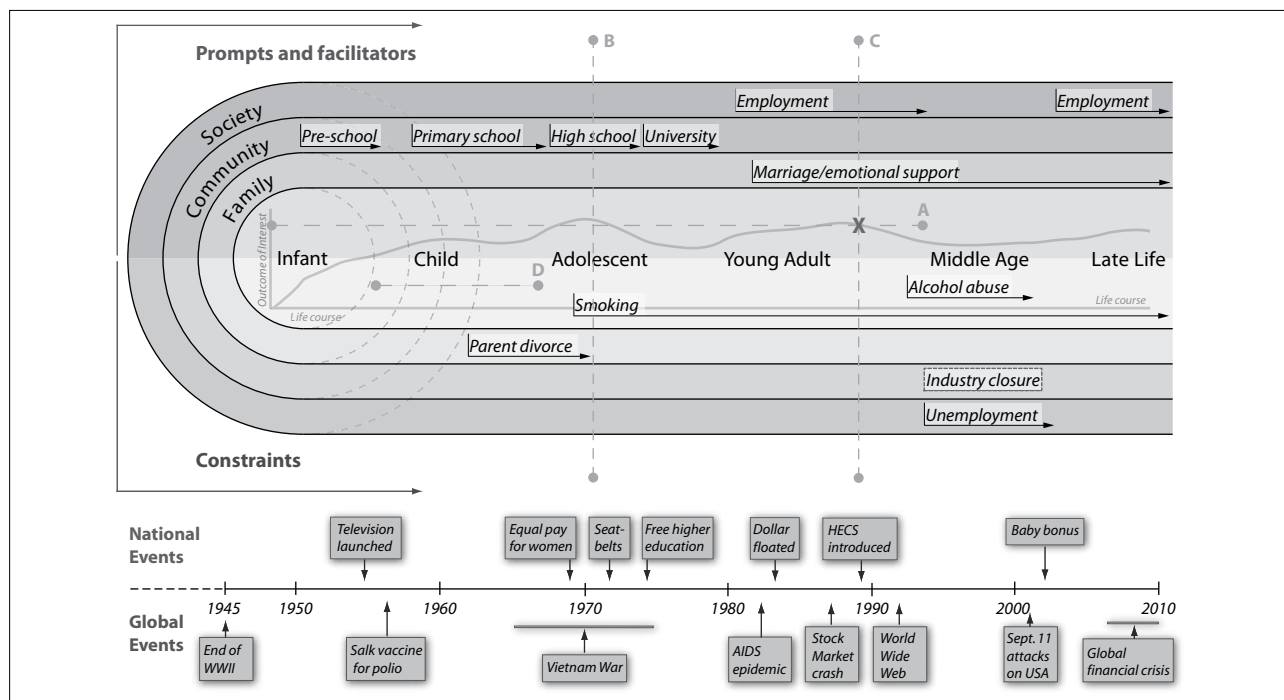 Prompts and facilitators
B
C
Society
Community
Family
Employment
Employment
Pre-school
Primary school
High school
University
Marriage/emotional support
Outcome of Interest
X
A
Infant
Child
Adolescent
Young Adult
Middle Age
Late Life
D
Alcohol abuse
Smoking
Life course
Life course
Parent divorce
Industry closure
Unemployment
Constraints
National
Events
Television
launched
Equal pay
for women
Seat-
belts
Free higher
education
Dollar
floated
HECS
introduced
Baby bonus
1945
1950
1960
1970
1980
1990
2000
2010
Global
Events
End of
WWII
Salk vaccine
for polio
Vietnam War
AIDS
epidemic
Stock
Market
crash
World
Wide
Web
Sept. 11
attacks
on USA
Global
financial crisis